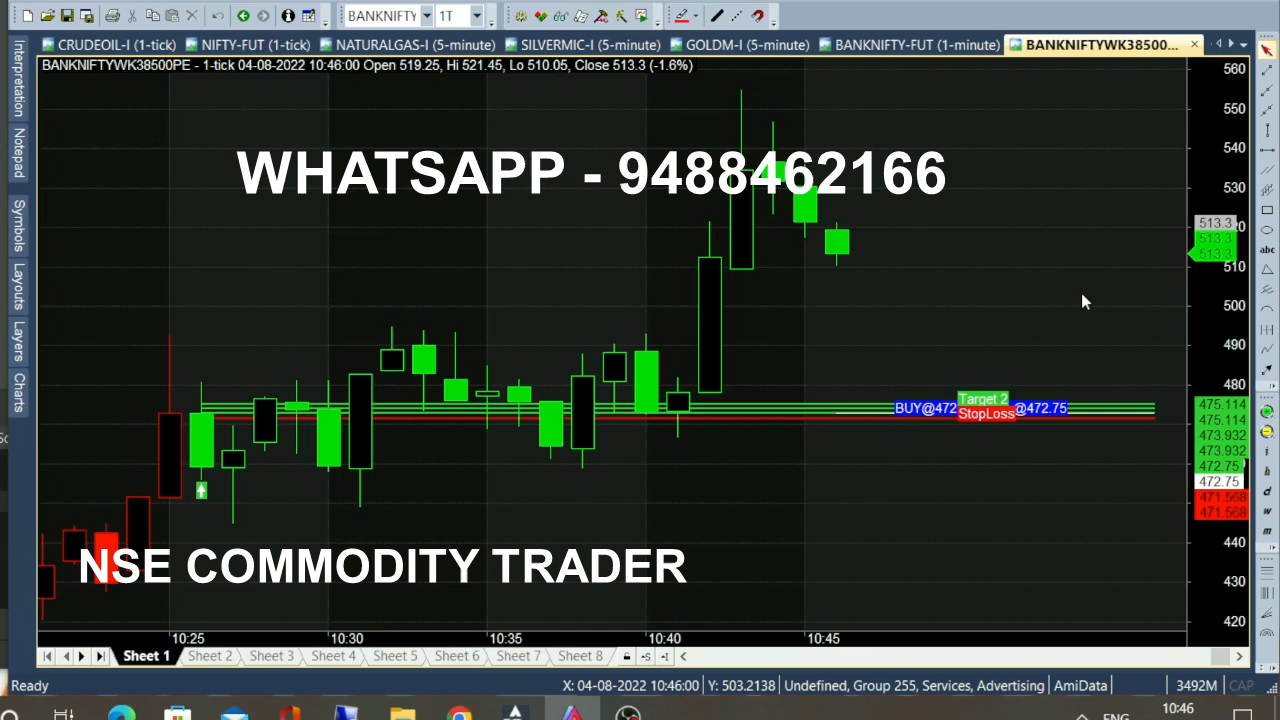 BANKNIFTY 1T
CRUDEOIL-I (1-tick) NIFTY-FUT (1-tick) NATURALGAS-I (5-minute) SILVERMIC-I (5-minute) GOLDM-I (5-minute) BANKNIFTY-FUT (1-minute) BANKNIFTYWK38500...
BANKNIFTYWK38500PE - 1-tick 04-08-2022 10:46:00 Open 519.25, Hi 521.45, Lo 510.05, Close 513.3 (-1.6%)
Interpretation
Notepad
Symbols
Layouts
Layers
Charts
WHATSAPP - 9488462166
560
550
540
530
513.3
513.3
513.3
510
500
490
480
Target 2
BUY@472
StopLoss
@472.75
475.114
475.114
473.932
473.932
472.75
472.75
471.568
471.568
440
430
420
abc
i
h
d
w
m
NSE COMMODITY TRADER
10:25 10:30 10:35 10:40 10:45
Sheet 1 Sheet 2 Sheet 3 Sheet 4 Sheet 5 Sheet 6 Sheet 7 Sheet 8
Ready X: 04-08-2022 10:46:00 Y: 503.2138 Undefined, Group 255, Services, Advertising AmiData 3492M CAP
10:46
ENG